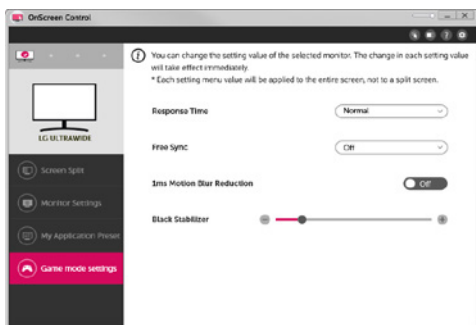 OnScreen Control
You can change the setting value of the selected monitor. The change in each setting value
will take effect immediately.
* Each setting menu value will be applied to the entire screen, not to a split screen.
LG ULTRAWIDE
Screen Split
Monitor Settings
My Application Preset
Game mode settings
Response Time
Normal
Free Sync
Off
1ms Motion Blur Reduction
Off
Black Stabilizer